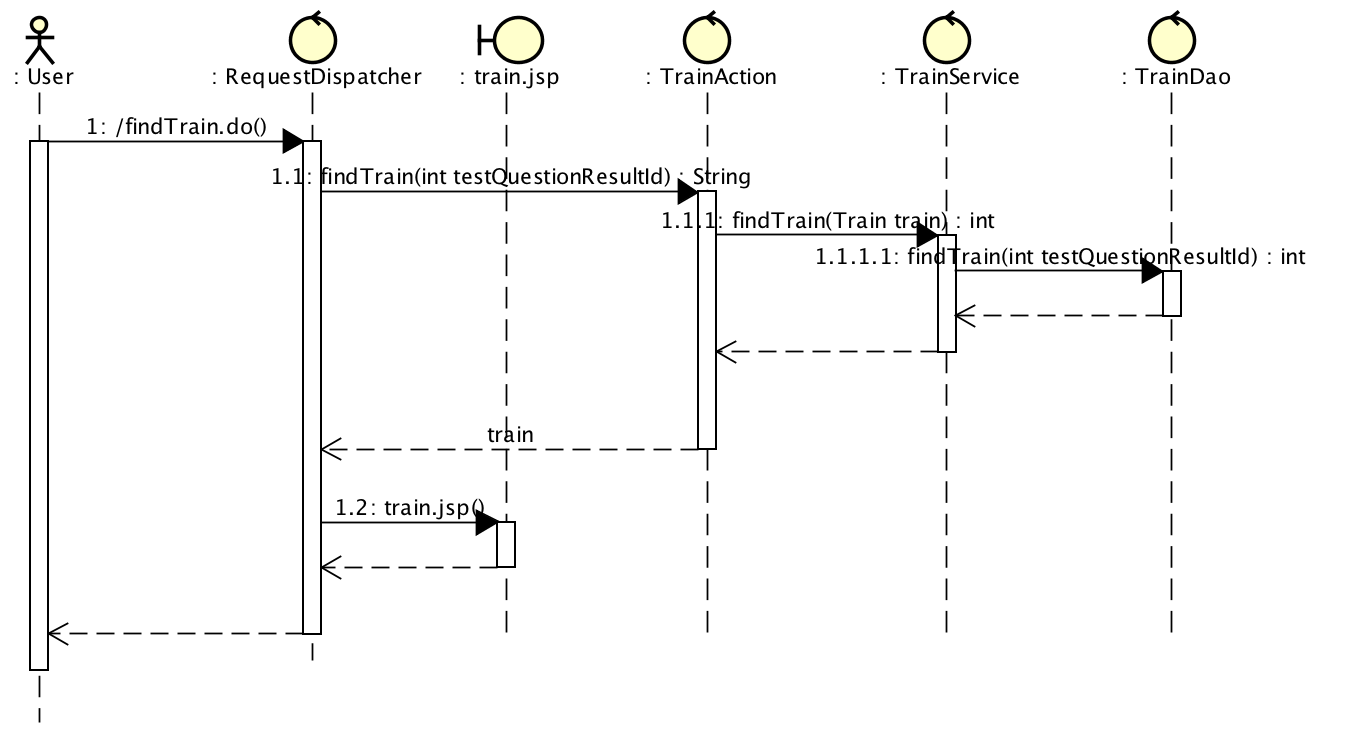 : User
: RequestDispatcher
: train.jsp
: TrainAction
: TrainService
: TrainDao
1: /findTrain.do()
1.1: findTrain(int testQuestionResultId) : String
1.1.1: findTrain(Train train) : int
1.1.1.1: findTrain(int testQuestionResultId) : int
train
1.2: train.jsp()